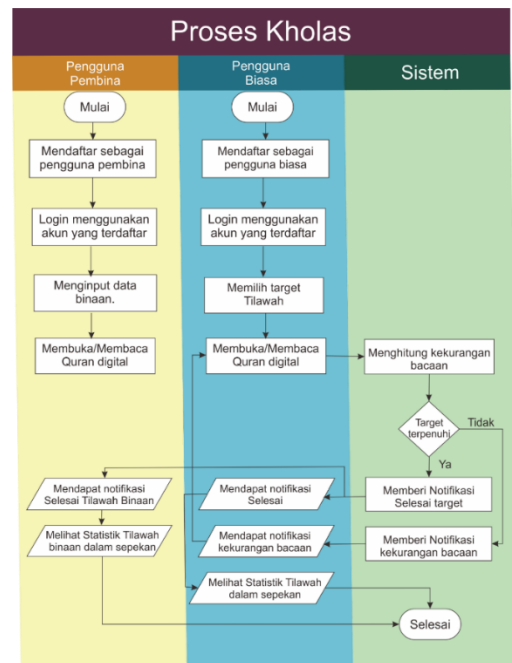 Proses Kholas
Pengguna
Pembina
Pengguna
Biasa
Sistem
Mulai
Mulai
Mendaftar sebagai
pengguna pembina
Mendaftar sebagai
pengguna biasa
Login menggunakan
akun yang terdaftar
Login menggunakan
akun yang terdaftar
Menginput data
binaan.
Memilih target
Tilawah
Membuka/Membaca
Quran digital
Membuka/Membaca
Quran digital
Menghitung kekurangan
bacaan
Target
terpenuhi
Tidak
Ya
Mendapat notifikasi
Selesai Tilawah Binaan
Mendapat notifikasi
Selesai
Memberi Notifikasi
Selesai target
Melihat Statistik Tilawah
binaan dalam sepekan
Mendapat notifikasi
kekurangan bacaan
Memberi Notifikasi
kekurangan bacaan
Melihat Statistik Tilawah
dalam sepekan
Selesai